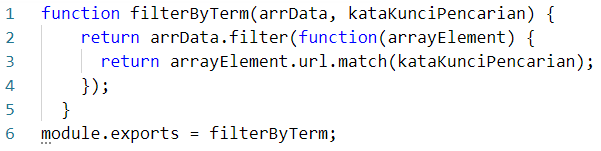 1 function filterByTerm(arrData, kataKunciPencarian) {
2     return arrData.filter(function(arrayElement) {
3       return arrayElement.url.match(kataKunciPencarian);
4     });
5   }
6 module.exports = filterByTerm;